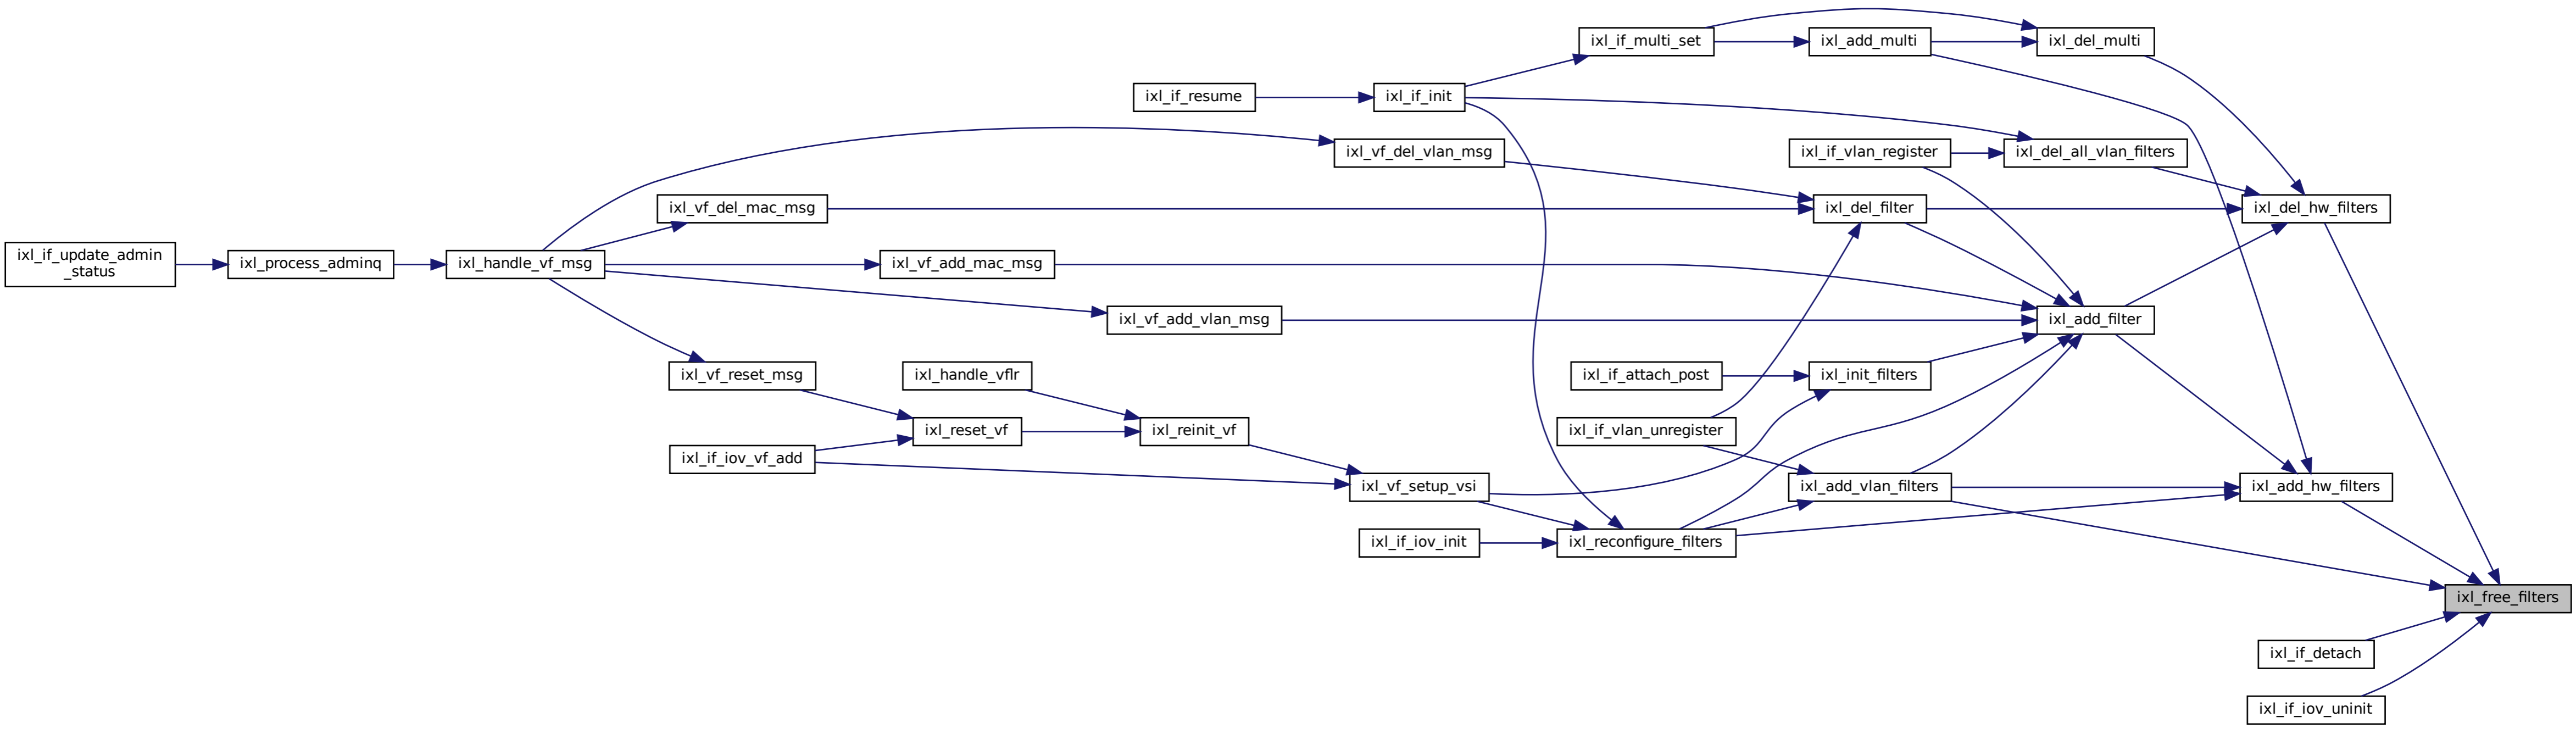 ixl_if_multi_set
ixl_add_multi
ixl_del_multi
ixl_if_resume
ixl_if_init
ixl_vf_del_vlan_msg
ixl_if_vlan_register
ixl_del_all_vlan_filters
ixl_vf_del_mac_msg
ixl_del_filter
ixl_del_hw_filters
ixl_if_update_admin
_status
ixl_process_adminq
ixl_handle_vf_msg
ixl_vf_add_mac_msg
ixl_vf_add_vlan_msg
ixl_add_filter
ixl_vf_reset_msg
ixl_handle_vflr
ixl_if_attach_post
ixl_init_filters
ixl_reset_vf
ixl_reinit_vf
ixl_if_vlan_unregister
ixl_if_iov_vf_add
ixl_vf_setup_vsi
ixl_add_vlan_filters
ixl_add_hw_filters
ixl_if_iov_init
ixl_reconfigure_filters
ixl_free_filters
ixl_if_detach
ixl_if_iov_uninit